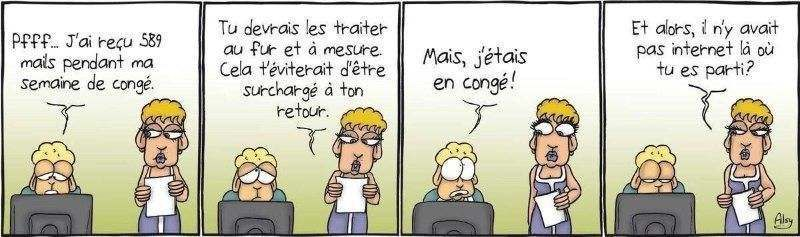 Pffff... J'ai reçu 589
mails pendant ma
semaine de congé.
Tu devrais les traiter
au fur et à mesure.
Cela t'éviterait d'être
surchargé à ton
retour.
Mais, j'étais
en congé!
Et alors, il n'y avait
pas internet là où
tu es parti?
Alsy